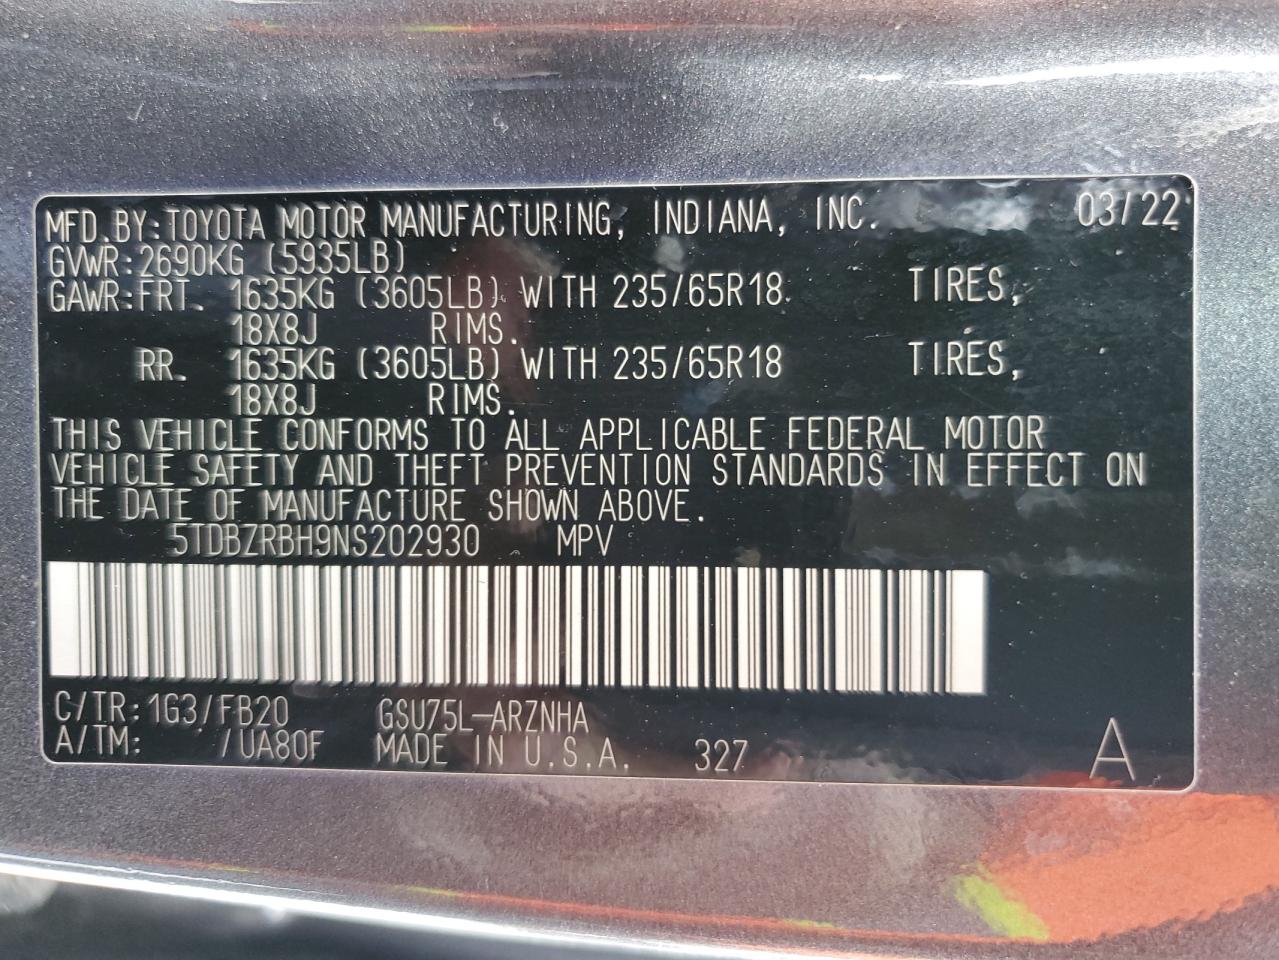 MFD.BY:TOYOTA MOTOR MANUFACTURING, INDIANA, INC. 03/22
GVWR:2690KG (5935LB)
GAWR:FRT. 1635KG (3605LB) WITH 235/65R18 TIRES,
18X8J RIMS.
RR. 1635KG (3605LB) WITH 235/65R18 TIRES,
18X8J RIMS.
THIS VEHICLE CONFORMS TO ALL APPLICABLE FEDERAL MOTOR
VEHICLE SAFETY AND THEFT PREVENTION STANDARDS IN EFFECT ON
THE DATE OF MANUFACTURE SHOWN ABOVE.
5TDBZRBH9NS202930 MPV
C/TR:1G3/FB20 GSU75L-ARZNHA
A/TM: /UA80F MADE IN U.S.A. 327 A